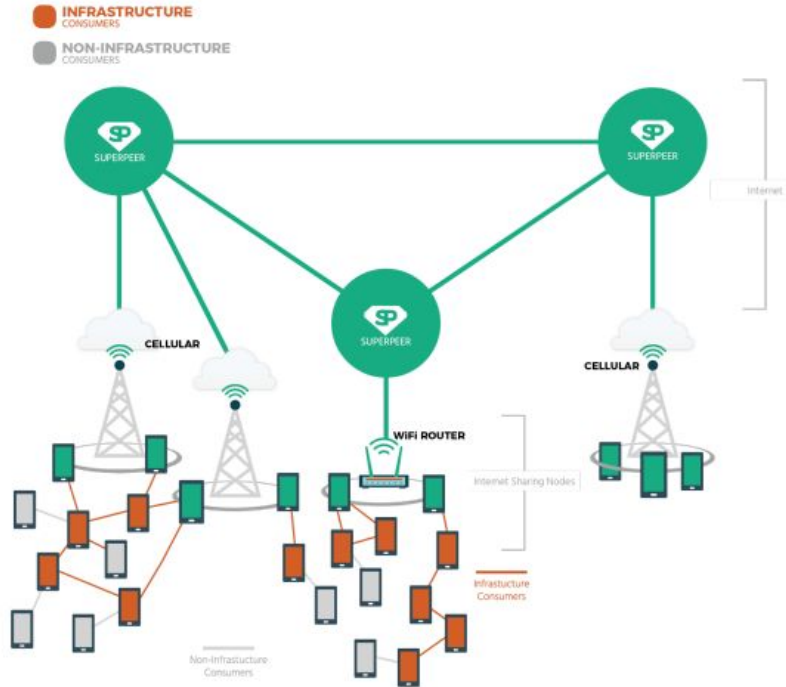 INFRASTRUCTURE
CONSUMERS
NON-INFRASTRUCTURE
CONSUMERS
SP
SUPERPEER
SP
SUPERPEER
Internet
SP
SUPERPEER
CELLULAR
CELLULAR
WiFi ROUTER
Internet Sharing Nodes
Infrastucture
Consumers
Non-Infrastucture
Consumers